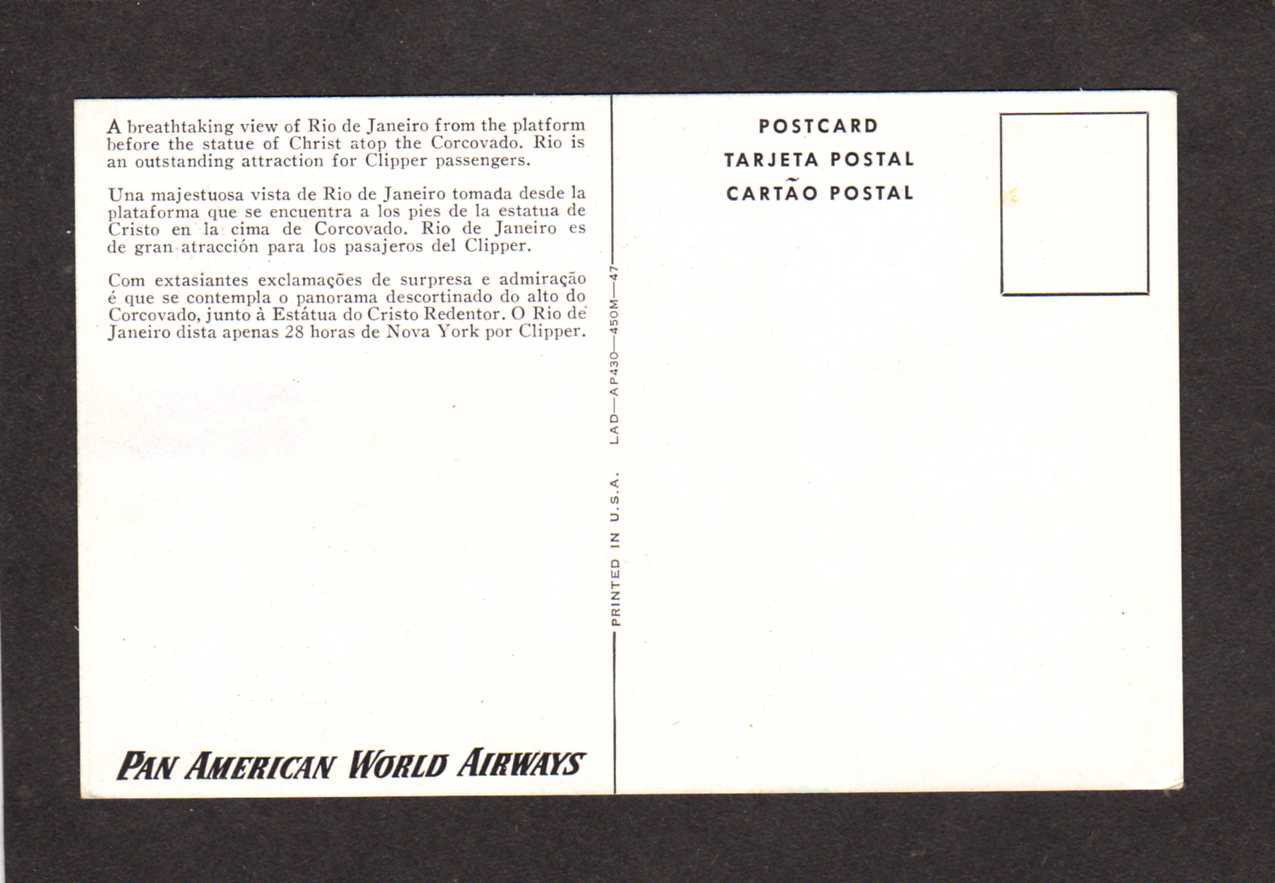 A breathtaking view of Rio de Janeiro from the platform
before the statue of Christ atop the Corcovado. Rio is
an outstanding attraction for Clipper passengers.
Una majestuosa vista de Rio de Janeiro tomada desde la
plataforma que se encuentra a los pies de la estatua de
Cristo en la cima de Corcovado. Rio de Janeiro es
de gran atracción para los pasajeros del Clipper.
Com extasiantes exclamações de surpresa e admiração
é que se contempla o panorama descortinado do alto do
Corcovado, junto à Estátua do Cristo Redentor. O Rio de
Janeiro dista apenas 28 horas de Nova York por Clipper.
PAN AMERICAN WORLD AIRWAYS
PRINTED IN U.S.A. LAD—AP430—450M—47
POSTCARD
TARJETA POSTAL
CARTÃO POSTAL